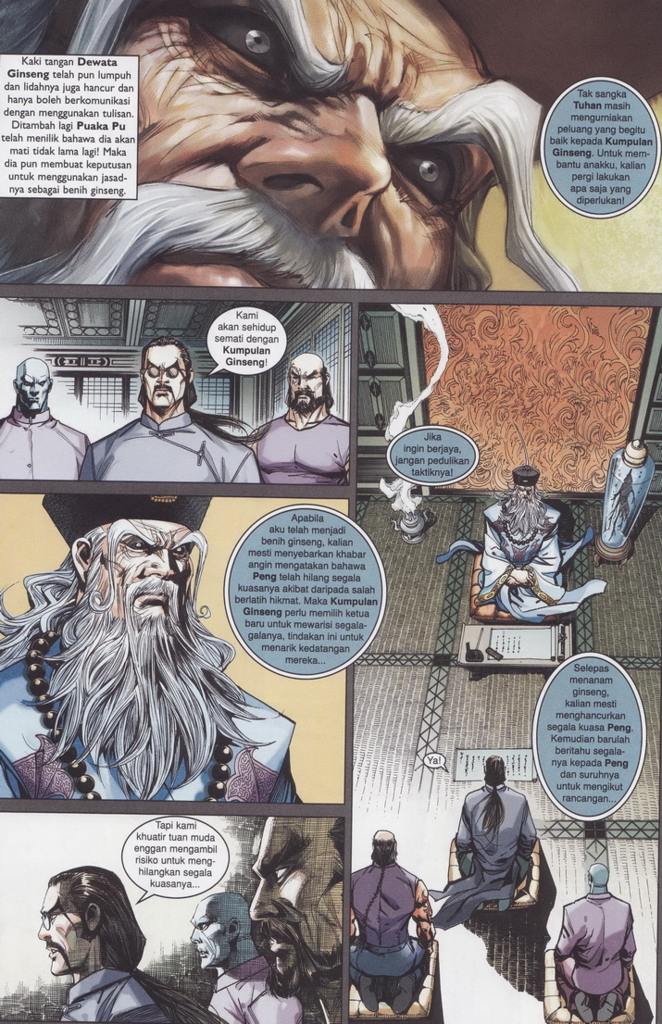 Kaki tangan Dewata
Ginseng telah pun lumpuh
dan lidahnya juga hancur dan
hanya boleh berkomunikasi
dengan menggunakan tulisan.
Ditambah lagi Puaka Pu
telah menilik bahawa dia akan
mati tidak lama lagi! Maka
dia pun membuat keputusan
untuk menggunakan jasad-
nya sebagai benih ginseng.
Tak sangka
Tuhan masih
mengurniakan
peluang yang begitu
baik kepada Kumpulan
Ginseng. Untuk mem-
bantu anakku, kalian
pergi lakukan
apa saja yang
diperlukan!
Kami
akan sehidup
semati dengan
Kumpulan
Ginseng!
Jika
ingin berjaya,
jangan pedulikan
taktiknya!
Apabila
aku telah menjadi
benih ginseng, kalian
mesti menyebarkan khabar
angin mengatakan bahawa
Peng telah hilang segala
kuasanya akibat daripada salah
berlatih hikmat. Maka Kumpulan
Ginseng perlu memilih ketua
baru untuk mewarisi segala-
galanya, tindakan ini untuk
menarik kedatangan
mereka...
Selepas
menanam
ginseng,
kalian mesti
menghancurkan
segala kuasa Peng.
Kemudian barulah
beritahu segala-
nya kepada Peng
dan suruhnya
untuk mengikut
rancangan...
Ya!
Tapi kami
khuatir tuan muda
enggan mengambil
risiko untuk meng-
hilangkan segala
kuasanya...